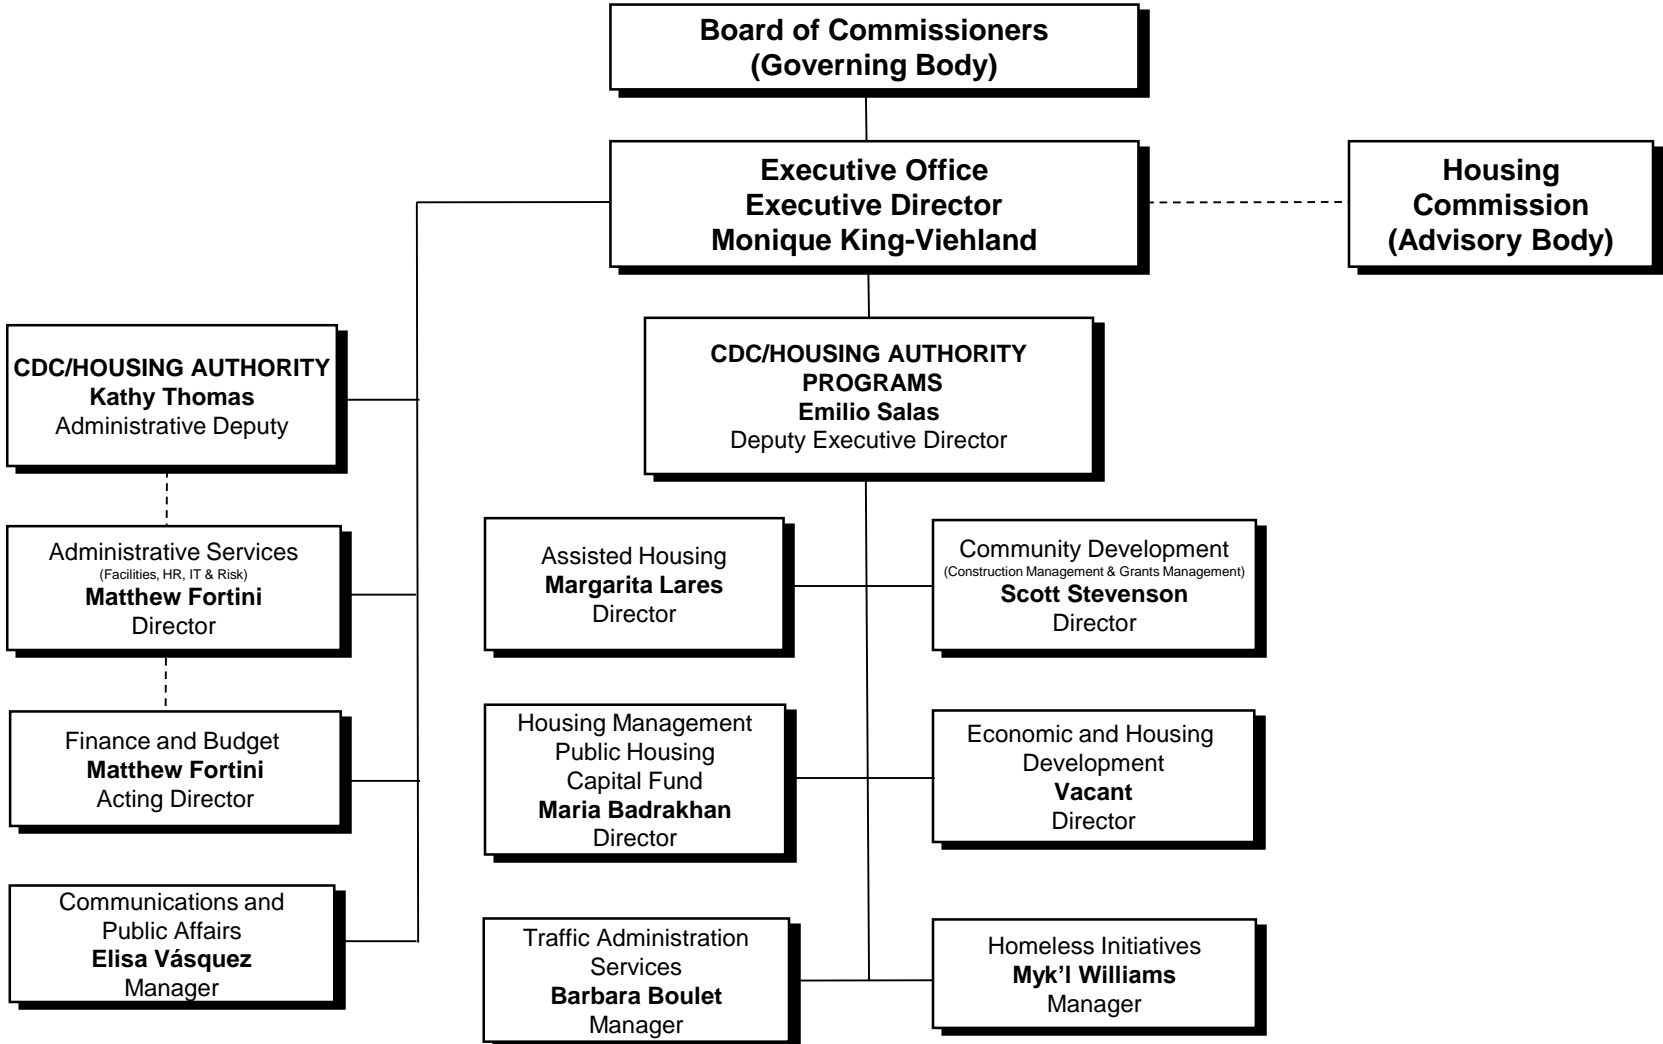 Board of Commissioners
(Governing Body)
Executive Office
Executive Director
Monique King-Viehland
Housing
Commission
(Advisory Body)
CDC/HOUSING AUTHORITY
Kathy Thomas
Administrative Deputy
CDC/HOUSING AUTHORITY
PROGRAMS
Emilio Salas
Deputy Executive Director
Administrative Services
(Facilities, HR, IT & Risk)
Matthew Fortini
Director
Assisted Housing
Margarita Lares
Director
Community Development
(Construction Management & Grants Management)
Scott Stevenson
Director
Finance and Budget
Matthew Fortini
Acting Director
Housing Management
Public Housing
Capital Fund
Maria Badrakhan
Director
Economic and Housing
Development
Vacant
Director
Communications and
Public Affairs
Elisa Vásquez
Manager
Traffic Administration
Services
Barbara Boulet
Manager
Homeless Initiatives
Myk’l Williams
Manager